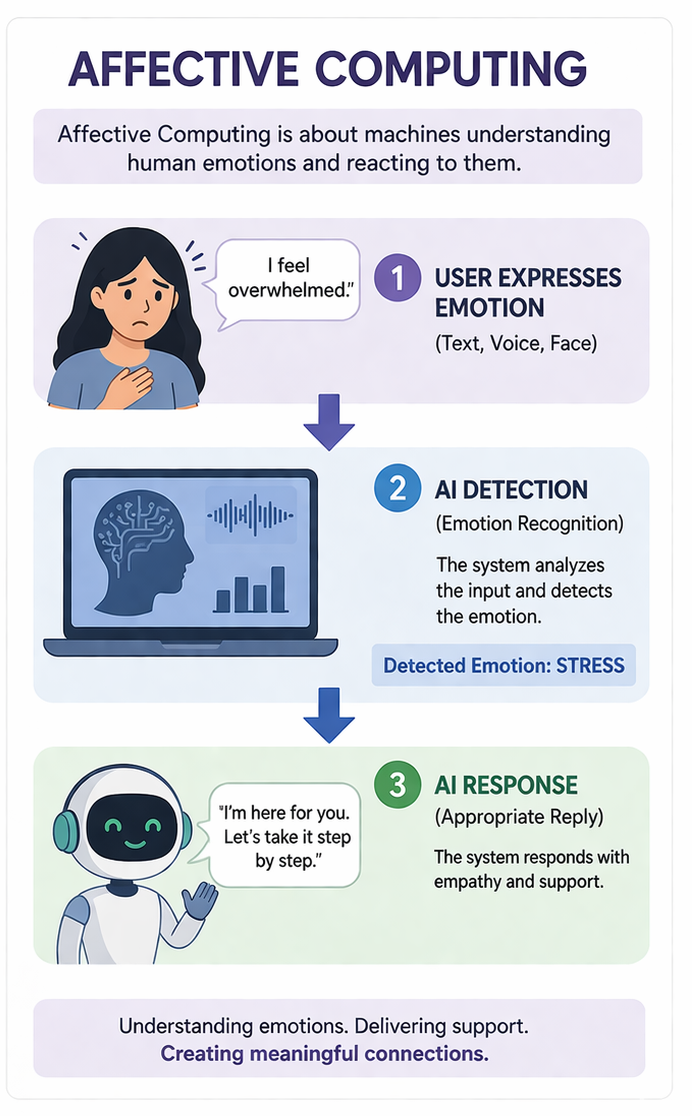 AFFECTIVE COMPUTING
Affective Computing is about machines understanding
human emotions and reacting to them.
I feel
overwhelmed."
1
USER EXPRESSES
EMOTION
(Text, Voice, Face)
2
AI DETECTION
(Emotion Recognition)
The system analyzes
the input and detects
the emotion.
Detected Emotion: STRESS
3
AI RESPONSE
(Appropriate Reply)
"I'm here for you.
Let's take it step
by step."
The system responds with
empathy and support.
Understanding emotions. Delivering support.
Creating meaningful connections.